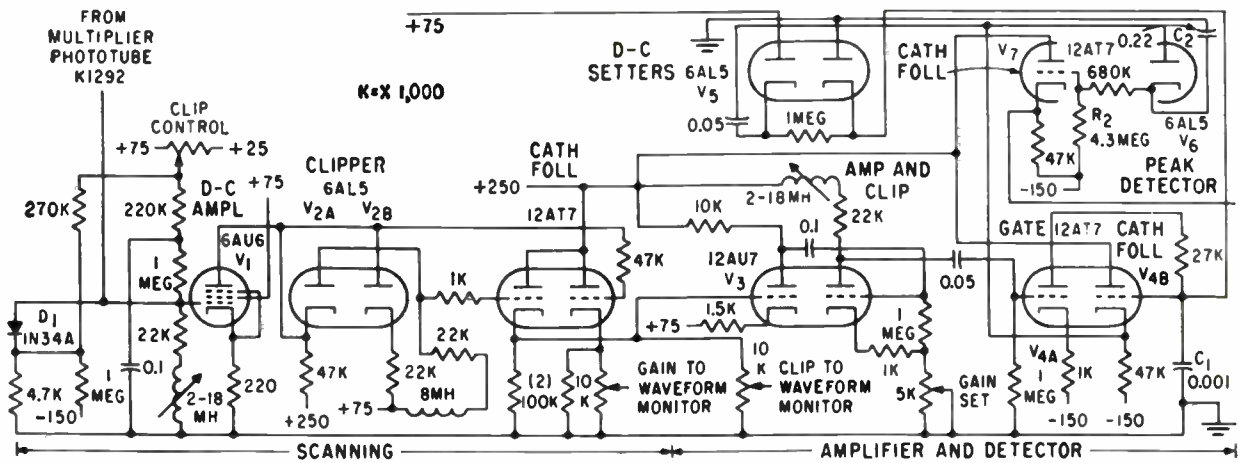 FROM
MULTIPLIER
PHOTOTUBE
K1292
+75
K=X 1,000
D-C
SETTERS
6AL5
V5
0.05
1MEG
CATH
FOLL
V7
12AT7
0.22
C2
680K
R2
4.3 MEG
47K
-150
6AL5
V6
PEAK
DETECTOR
CLIP
CONTROL
+75
+25
270K
220K
D-C
AMPL
+75
6AU6
V1
1
MEG
22K
D1
1N34A
4.7K
-150
1
MEG
0.1
2-18
MH
220
CLIPPER
6AL5
V2A
V2B
47K
+250
22K
+75
8MH
22K
1K
CATH
FOLL
+250
12AT7
47K
(2)
100K
10
K
GAIN TO
WAVEFORM
MONITOR
10K
12AU7
V3
+75
1.5K
0.1
2-18MH
AMP AND
CLIP
22K
10
K
CLIP TO
WAVEFORM
MONITOR
1K
1
MEG
5K
0.05
GAIN
SET
GATE
12AT7
CATH
FOLL
V4B
27K
V4A
1
MEG
1K
-150
47K
-150
C1
0.001
SCANNING
AMPLIFIER AND DETECTOR